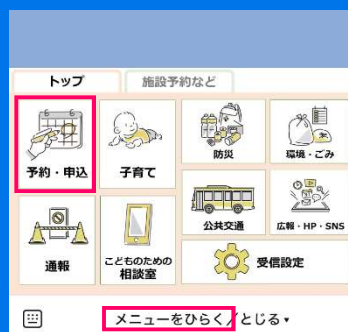 トップ
施設予約など
予約・申込
子育て
防災
環境・ごみ
公共交通
広報・HP・SNS
通報
こどものための
相談室
受信設定
メニューをひらく/とじる▾